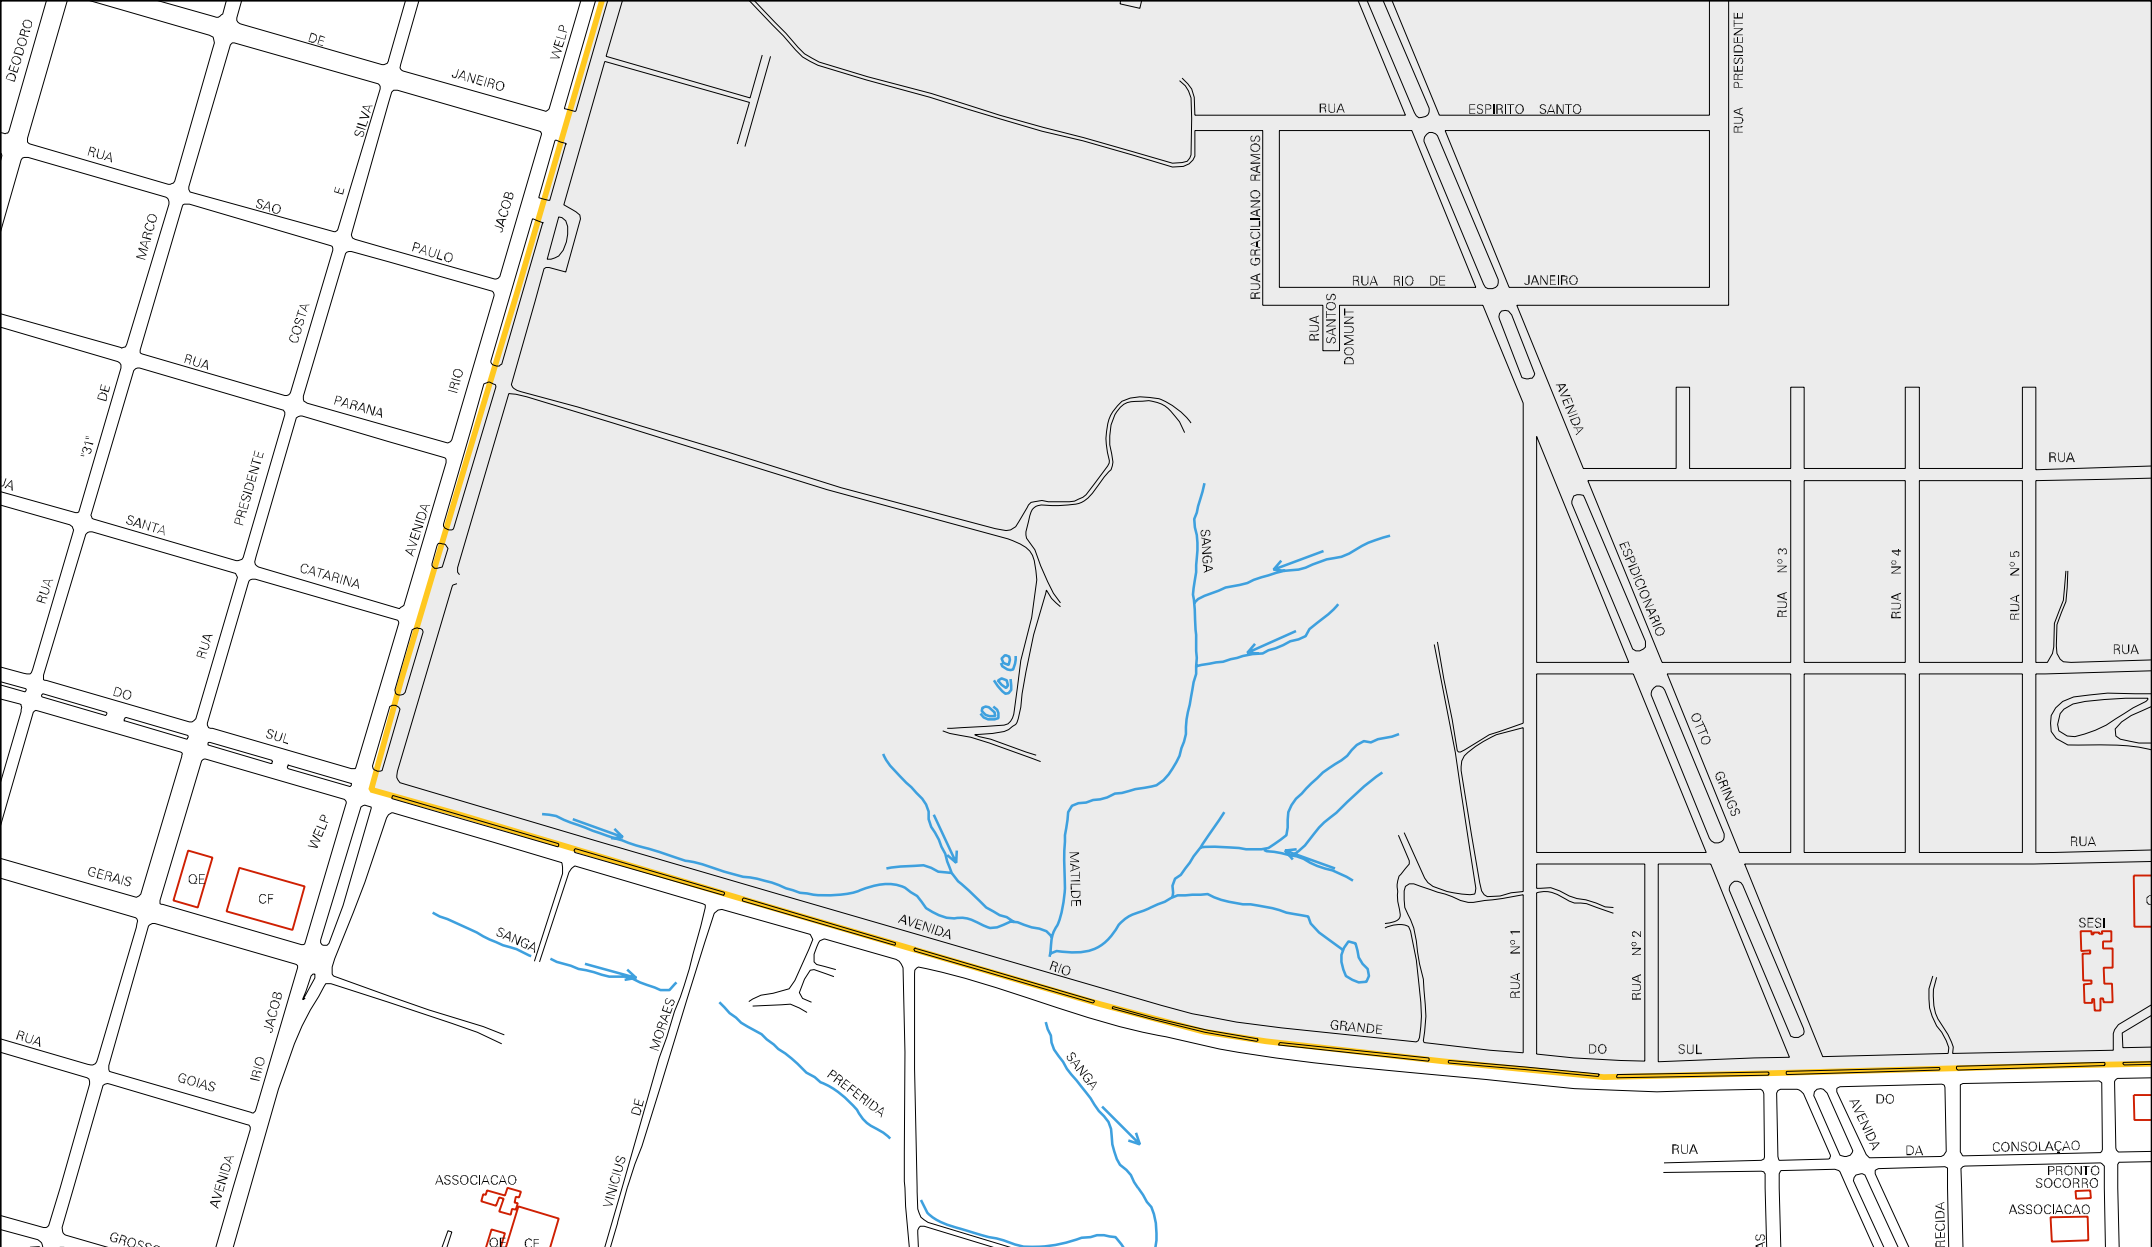 DEODORO
DE
JANEIRO
WELP
RUA
SAO
PAULO
MARCO
E
SILVA
JACOB
RUA
PARANA
COSTA
IRIO
DE
"31"
RUA
SANTA
CATARINA
PRESIDENTE
RUA
AVENIDA
DO
SUL
GERAIS
OE
CF
WELP
RUA
GOIAS
JACOB
IRIO
AVENIDA
SANGA
PREFERIDA
MORAES
DE
VINICIUS
ASSOCIACAO
CF
AVENIDA
RIO
GRANDE
DO
SUL
SANGA
MATILDE
SANGA
RUA
ESPIRITO SANTO
RUA PRESIDENTE
RUA GRACILIANO RAMOS
RUA RIO DE
JANEIRO
RUA
SANTOS
DOMUNT
AVENIDA
ESPIDICIONARIO
OTTO
GRINGS
RUA
RUA Nº 3
RUA Nº 4
RUA Nº 5
RUA
RUA
RUA Nº 1
RUA Nº 2
SESI
AVENIDA
DO
RUA
DA
CONSOLAÇAO
PRONTO
SOCORRO
ASSOCIACAO